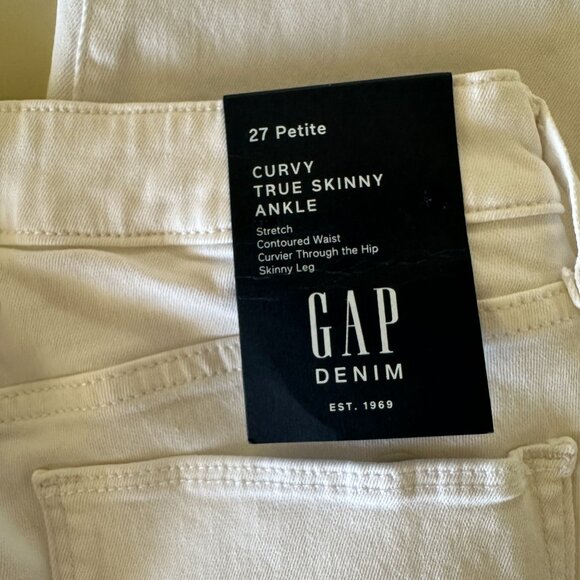 27 Petite
CURVY
TRUE SKINNY
ANKLE
Stretch
Contoured Waist
Curvier Through the Hip
Skinny Leg
GAP
DENIM
EST. 1969